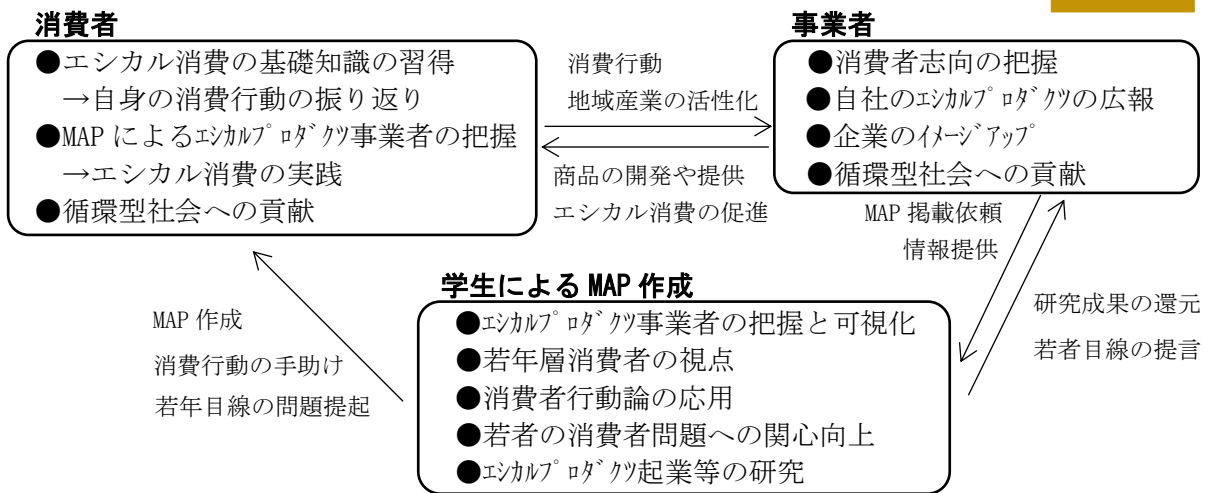 消費者
●エシカル消費の基礎知識の習得
→自身の消費行動の振り返り
●MAP によるｴｼｶﾙﾌﾟﾛﾀﾞｸﾂ事業者の把握
→エシカル消費の実践
●循環型社会への貢献
消費行動
地域産業の活性化
商品の開発や提供
エシカル消費の促進
事業者
●消費者志向の把握
●自社のｴｼｶﾙﾌﾟﾛﾀﾞｸﾂの広報
●企業のｲﾒｰｼﾞｱｯﾌﾟ
●循環型社会への貢献
MAP 掲載依頼
情報提供
研究成果の還元
若者目線の提言
MAP 作成
消費行動の手助け
若年目線の問題提起
学生による MAP 作成
●ｴｼｶﾙﾌﾟﾛﾀﾞｸﾂ事業者の把握と可視化
●若年層消費者の視点
●消費者行動論の応用
●若者の消費者問題への関心向上
●ｴｼｶﾙﾌﾟﾛﾀﾞｸﾂ起業等の研究